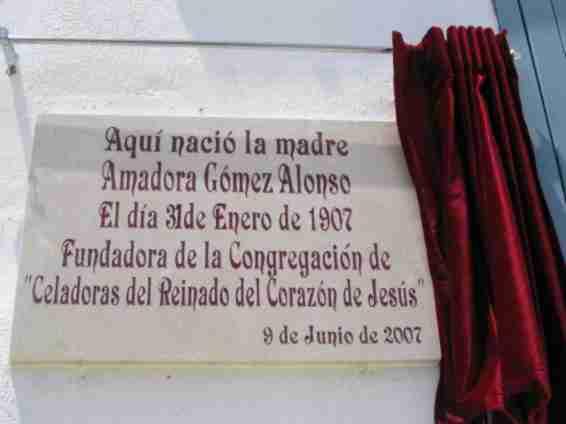 Aquí nació la madre
Amadora Gómez Alonso
El día 31de Enero de 1907
Fundadora de la Congregación de
"Celadoras del Reinado del Corazón de Jesús"
9 de Junio de 2007